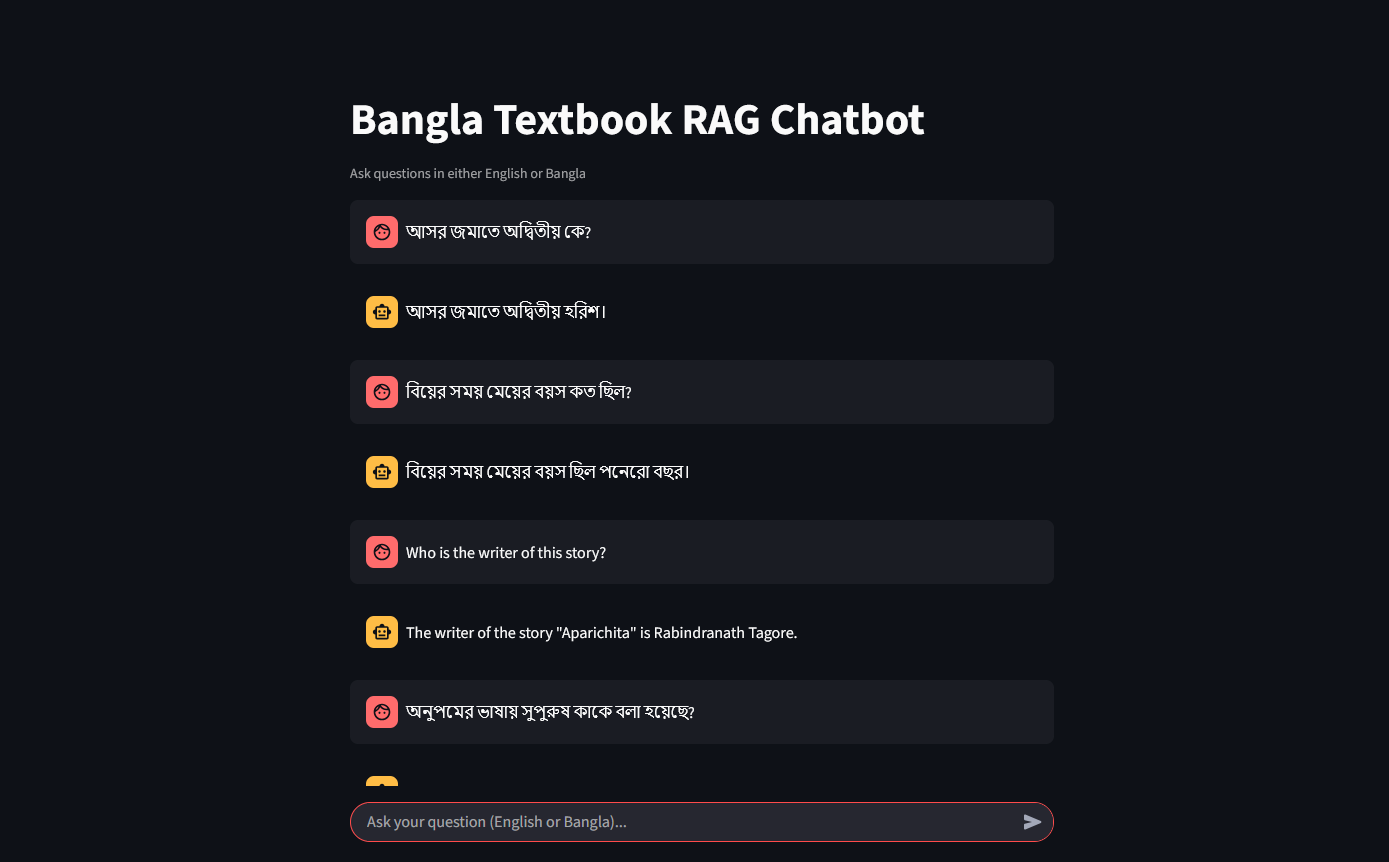 Bangla Textbook RAG Chatbot
Ask questions in either English or Bangla
আসর জমাতে অদ্বিতীয় কে?
আসর জমাতে অদ্বিতীয় হরিশ।
বিয়ের সময় মেয়ের বয়স কত ছিল?
বিয়ের সময় মেয়ের বয়স ছিল পনেরো বছর।
Who is the writer of this story?
The writer of the story "Aparichita" is Rabindranath Tagore.
অনুপমের ভাষায় সুপুরুষ কাকে বলা হয়েছে?
Ask your question (English or Bangla)...